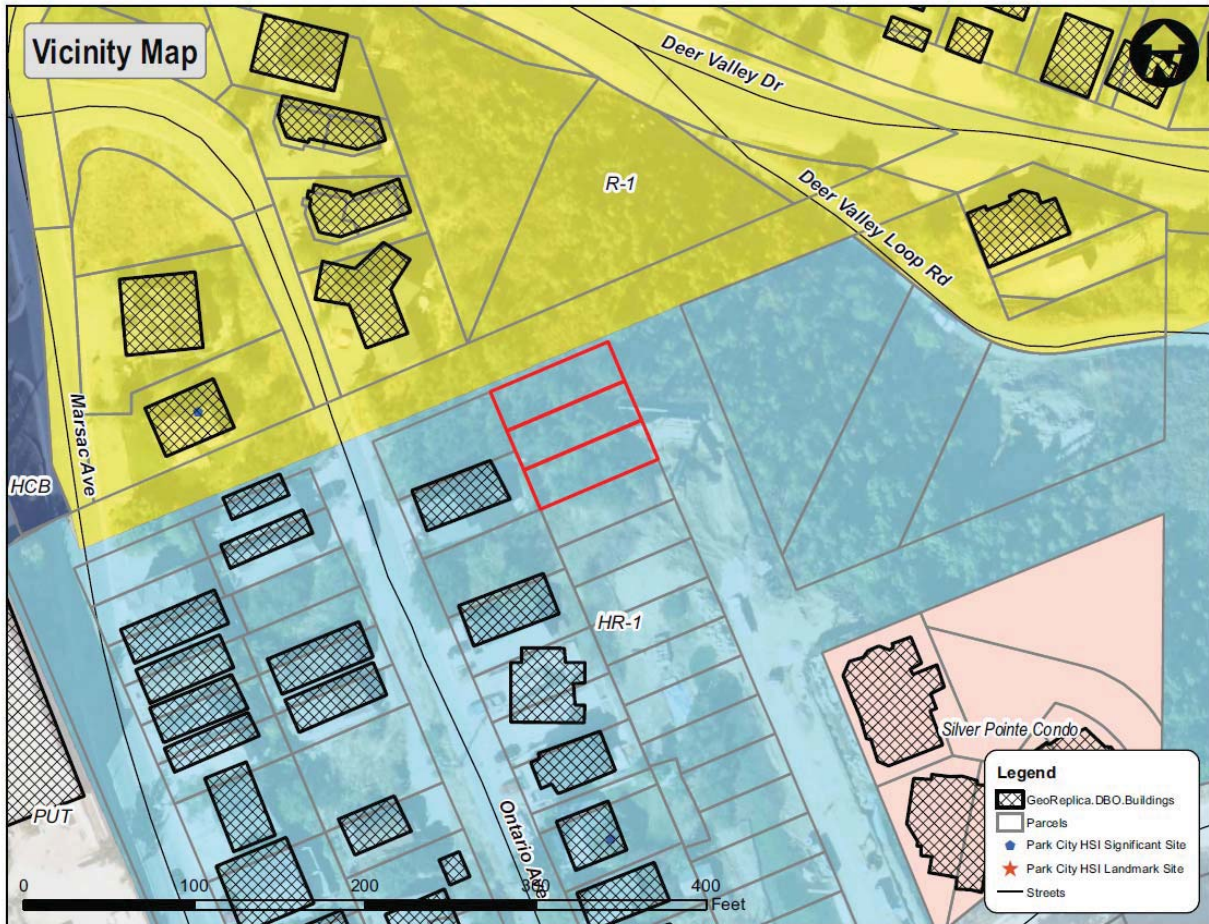 Vicinity Map
Deer Valley Dr
N
R-1
Deer Valley Loop Rd
Marsac Ave
HCB
HR-1
Silver Pointe Condo
PUT
Ontario Ave
Legend
GeoReplica.DBO.Buildings
Parcels
Park City HSI Significant Site
Park City HSI Landmark Site
Streets
0 100 200 300 400
Feet